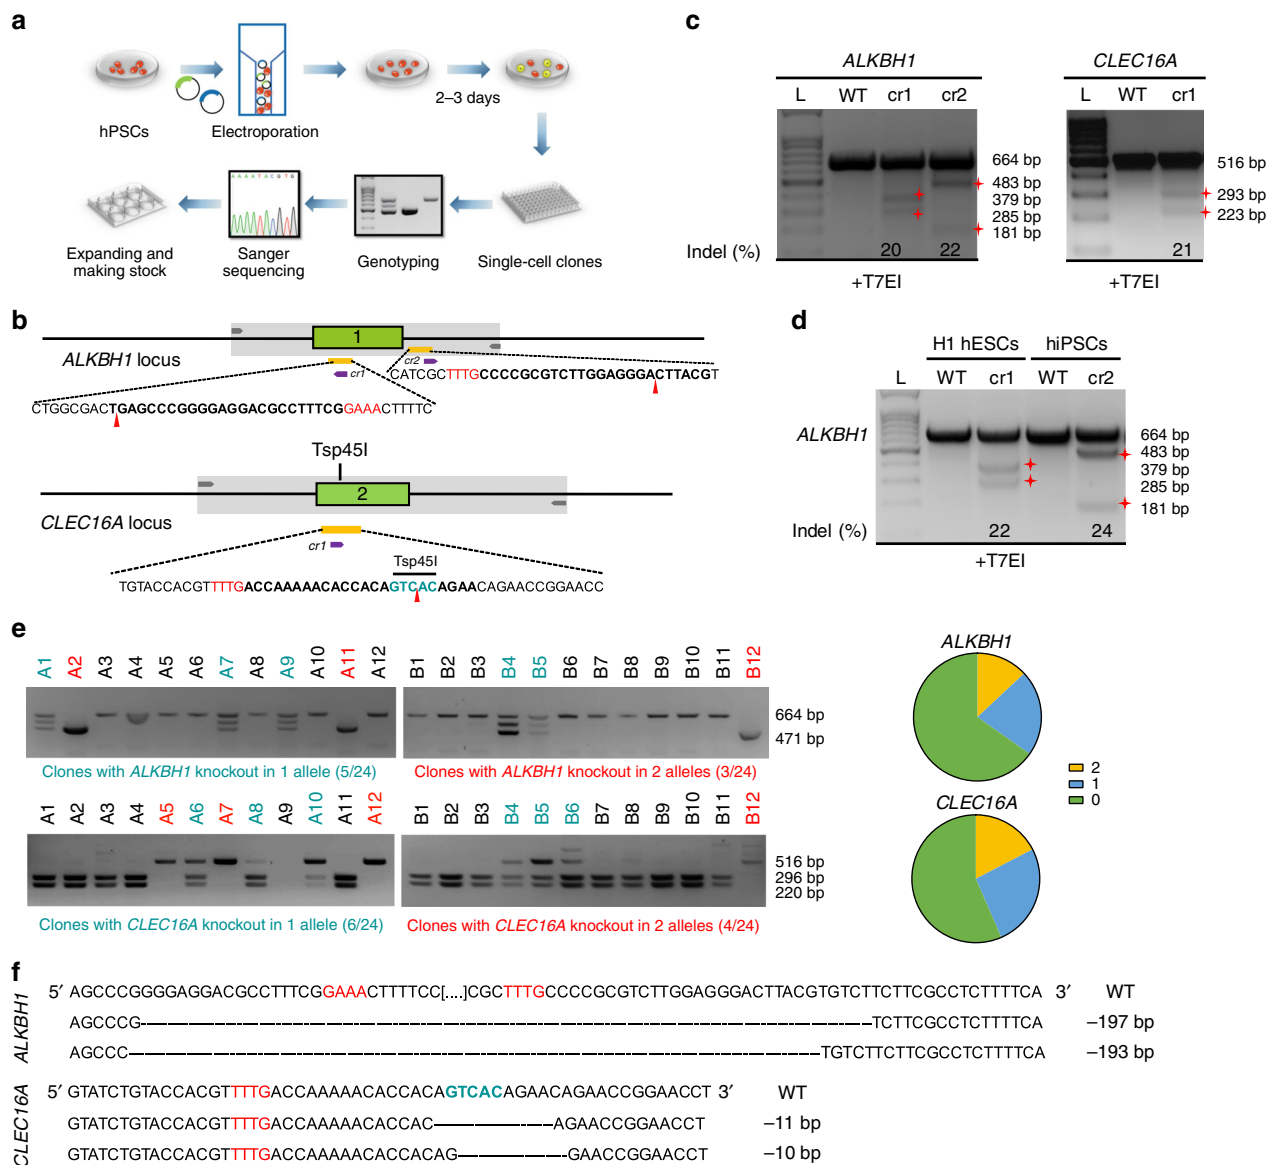 a
hPSCs
Electroporation
2–3 days
Expanding and
making stock
AAAATACGTG
Sanger
sequencing
Genotyping
Single-cell clones
b
1
ALKBH1 locus
cr1
cr2
CATCGCTTTGCCCCGCGTCTTGGAGGGACTTACGT
CTGGCGACTGAGCCCGGGGAGGACGCCTTTCGGAAACTTTTC
Tsp45I
2
CLEC16A locus
cr1
Tsp45I
TGTACCACGTTTTGACCAAAAACACCACAGTCACAGAACAGAACCGGAACC
c
ALKBH1
L WT cr1 cr2
664 bp
483 bp
379 bp
285 bp
181 bp
Indel (%) 20 22
+T7EI
CLEC16A
L WT cr1
516 bp
293 bp
223 bp
21
+T7EI
d
H1 hESCs hiPSCs
L WT cr1 WT cr2
ALKBH1
664 bp
483 bp
379 bp
285 bp
181 bp
Indel (%) 22 24
+T7EI
e
A1 A2 A3 A4 A5 A6 A7 A8 A9 A10 A11 A12 B1 B2 B3 B4 B5 B6 B7 B8 B9 B10 B11 B12
664 bp
471 bp
Clones with ALKBH1 knockout in 1 allele (5/24)
Clones with ALKBH1 knockout in 2 alleles (3/24)
A1 A2 A3 A4 A5 A6 A7 A8 A9 A10 A11 A12 B1 B2 B3 B4 B5 B6 B7 B8 B9 B10 B11 B12
516 bp
296 bp
220 bp
Clones with CLEC16A knockout in 1 allele (6/24)
Clones with CLEC16A knockout in 2 alleles (4/24)
ALKBH1
2
1
0
CLEC16A
f
ALKBH1
5′ AGCCCGGGGAGGACGCCTTTCGGAAACTTTTCC[....]CGCTTTGCCCCGCGTCTTGGAGGGACTTACGTGTCTTCTTCGCCTCTTTTCA 3′ WT
AGCCCG TCTTCGCCTCTTTTCA −197 bp
AGCCC TGTCTTCTTCGCCTCTTTTCA −193 bp
CLEC16A
5′ GTATCTGTACCACGTTTTGACCAAAAACACCACAGTCACAGAACAGAACCGGAACCT 3′ WT
GTATCTGTACCACGTTTTGACCAAAAACACCAC AGAACCGGAACCT −11 bp
GTATCTGTACCACGTTTTGACCAAAAACACCACAG GAACCGGAACCT −10 bp